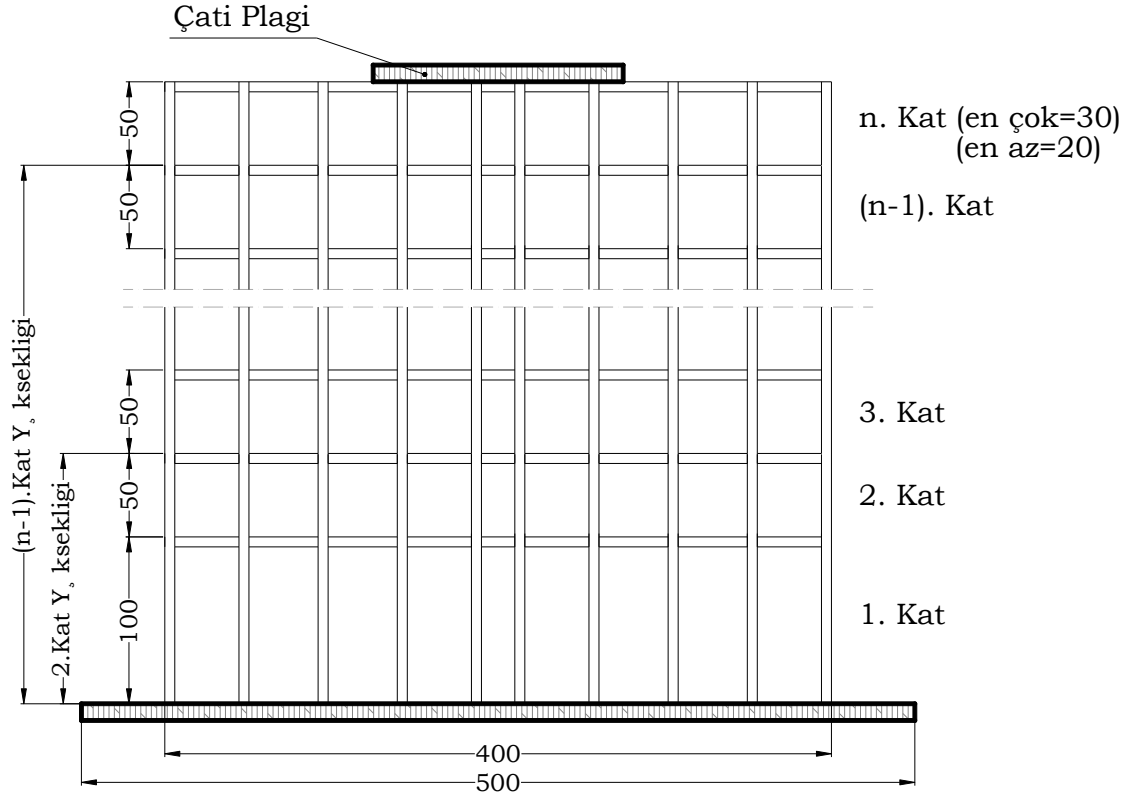 Çati Plagi
n. Kat (en çok=30)
(en az=20)
(n-1). Kat
3. Kat
2. Kat
1. Kat
50
50
50
50
100
(n-1).Kat Y¸ ksekligi
2.Kat Y¸ ksekligi
400
500